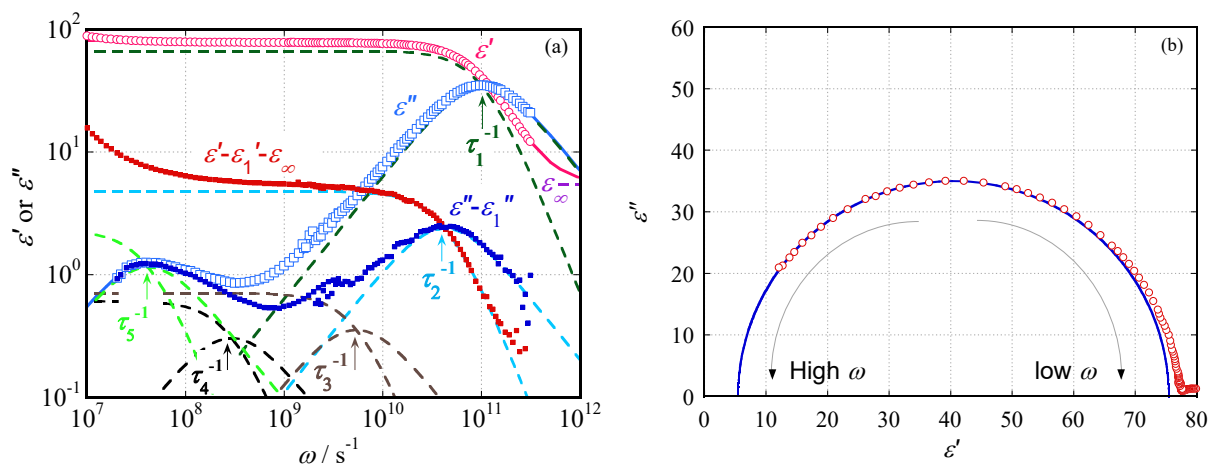 (a)
ε′ or ε″
10²
10¹
10⁰
10⁻¹
ε′
ε″
τ₁⁻¹
ε′-ε₁′-ε∞
ε∞
ε″-ε₁″
τ₂⁻¹
τ₅⁻¹
τ₄⁻¹
τ₃⁻¹
10⁷ 10⁸ 10⁹ 10¹⁰ 10¹¹ 10¹²
ω / s⁻¹
(b)
ε″
60
50
40
30
20
10
0
High ω
low ω
0 10 20 30 40 50 60 70 80
ε′